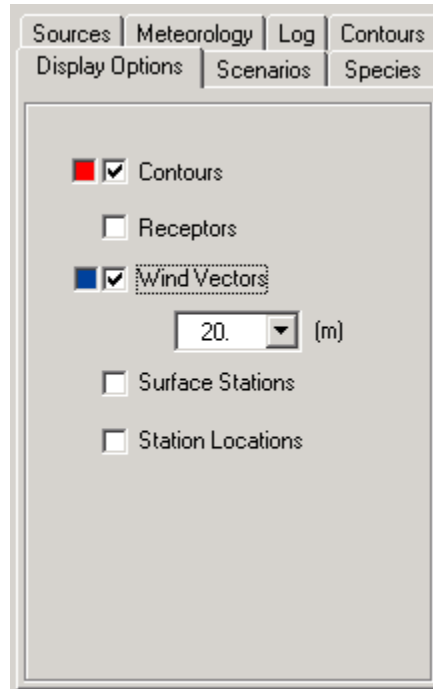 Sources Meteorology Log Contours
Display Options Scenarios Species
Contours
Receptors
Wind Vectors
20. (m)
Surface Stations
Station Locations